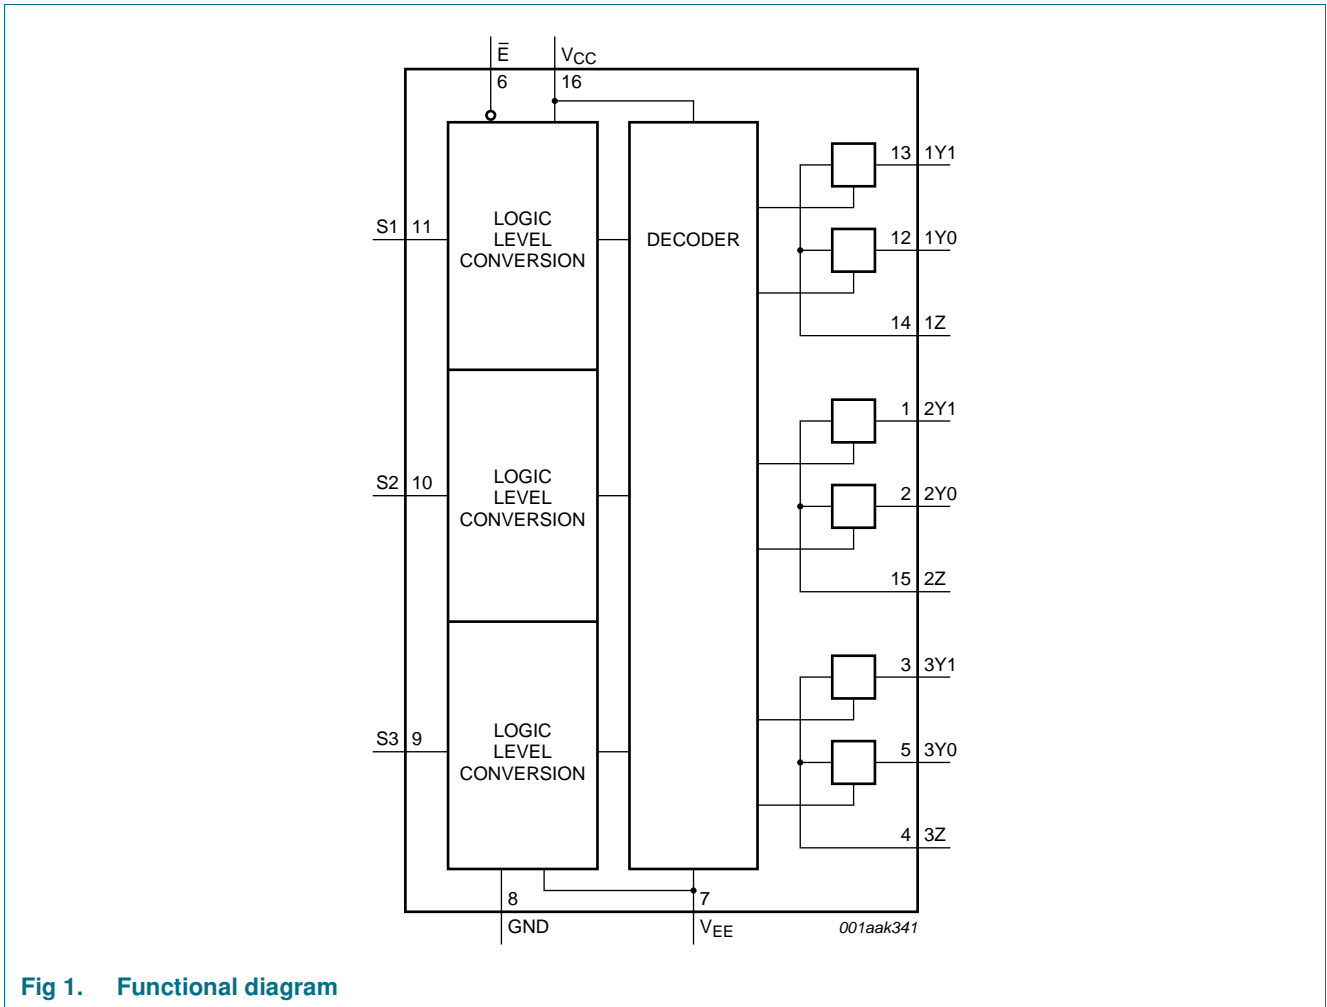 E̅ VCC
6 16
13 1Y1
S1 11
LOGIC
LEVEL
CONVERSION
DECODER
12 1Y0
14 1Z
1 2Y1
S2 10
LOGIC
LEVEL
CONVERSION
2 2Y0
15 2Z
3 3Y1
S3 9
LOGIC
LEVEL
CONVERSION
5 3Y0
4 3Z
8 7
GND VEE 001aak341
Fig 1. Functional diagram